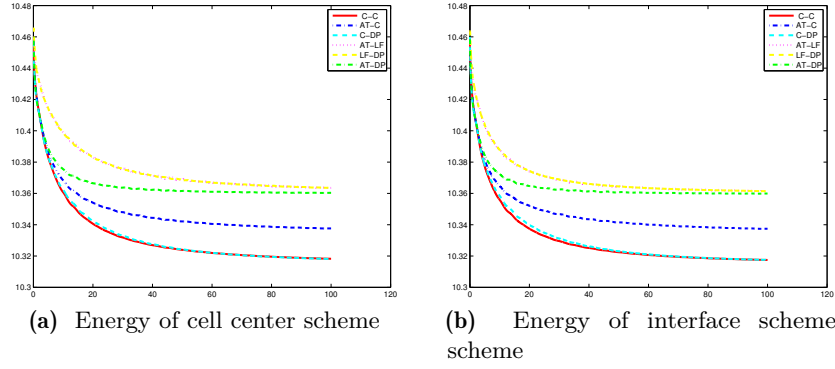 10.48
10.46
10.44
10.42
10.4
10.38
10.36
10.34
10.32
10.3
0 20 40 60 80 100 120
C−C
AT−C
C−DP
AT−LF
LF−DP
AT−DP
(a) Energy of cell center scheme
10.48
10.46
10.44
10.42
10.4
10.38
10.36
10.34
10.32
10.3
0 20 40 60 80 100 120
C−C
AT−C
C−DP
AT−LF
LF−DP
AT−DP
(b) Energy of interface scheme
scheme